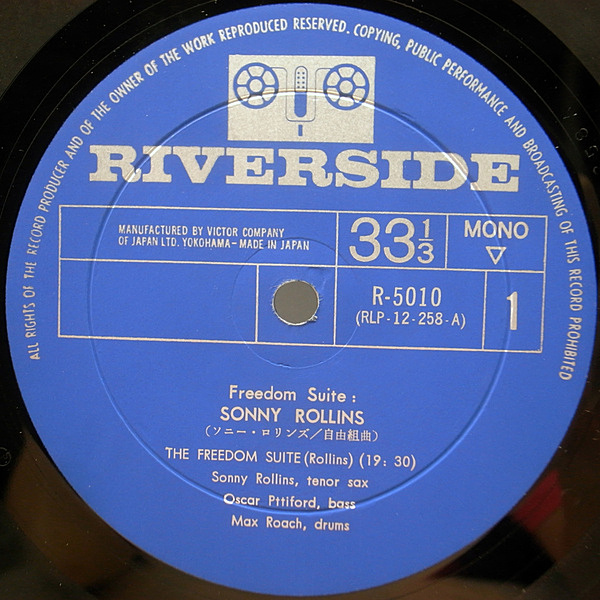 ALL RIGHTS OF THE RECORD PRODUCER AND OF THE OWNER OF THE WORK REPRODUCED RESERVED. COPYING, PUBLIC PERFORMANCE AND BROADCASTING OF THIS RECORD PROHIBITED
RIVERSIDE
MANUFACTURED BY VICTOR COMPANY
OF JAPAN LTD. YOKOHAMA-MADE IN JAPAN
33 1/3
MONO
▽
R-5010
(RLP-12-258-A)
1
Freedom Suite:
SONNY ROLLINS
(ソニー・ロリンズ/自由組曲)
THE FREEDOM SUITE (Rollins) (19:30)
Sonny Rollins, tenor sax
Oscar Pttiford, bass
Max Roach, drums